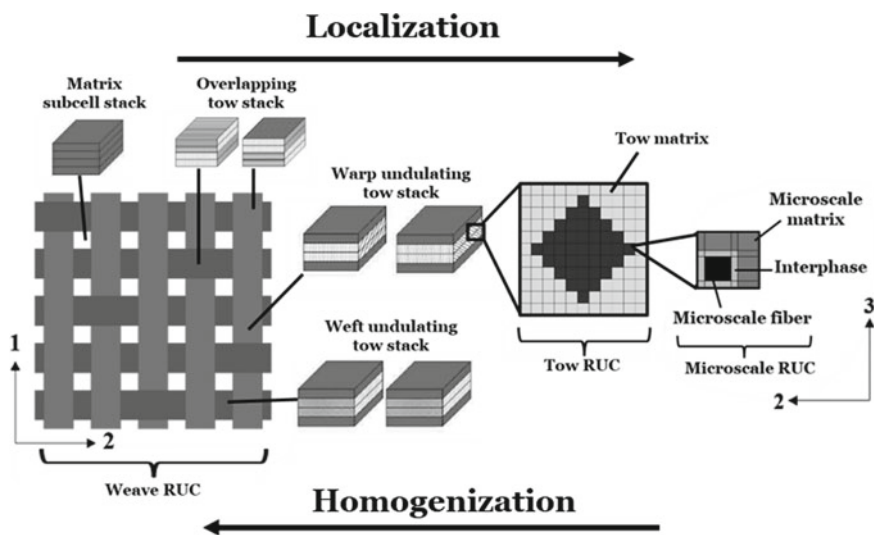 Localization
Matrix
subcell stack
Overlapping
tow stack
Warp undulating
tow stack
Tow matrix
Microscale
matrix
Interphase
Microscale fiber
3
Tow RUC
Microscale RUC
2
Weft undulating
tow stack
1
2
Weave RUC
Homogenization